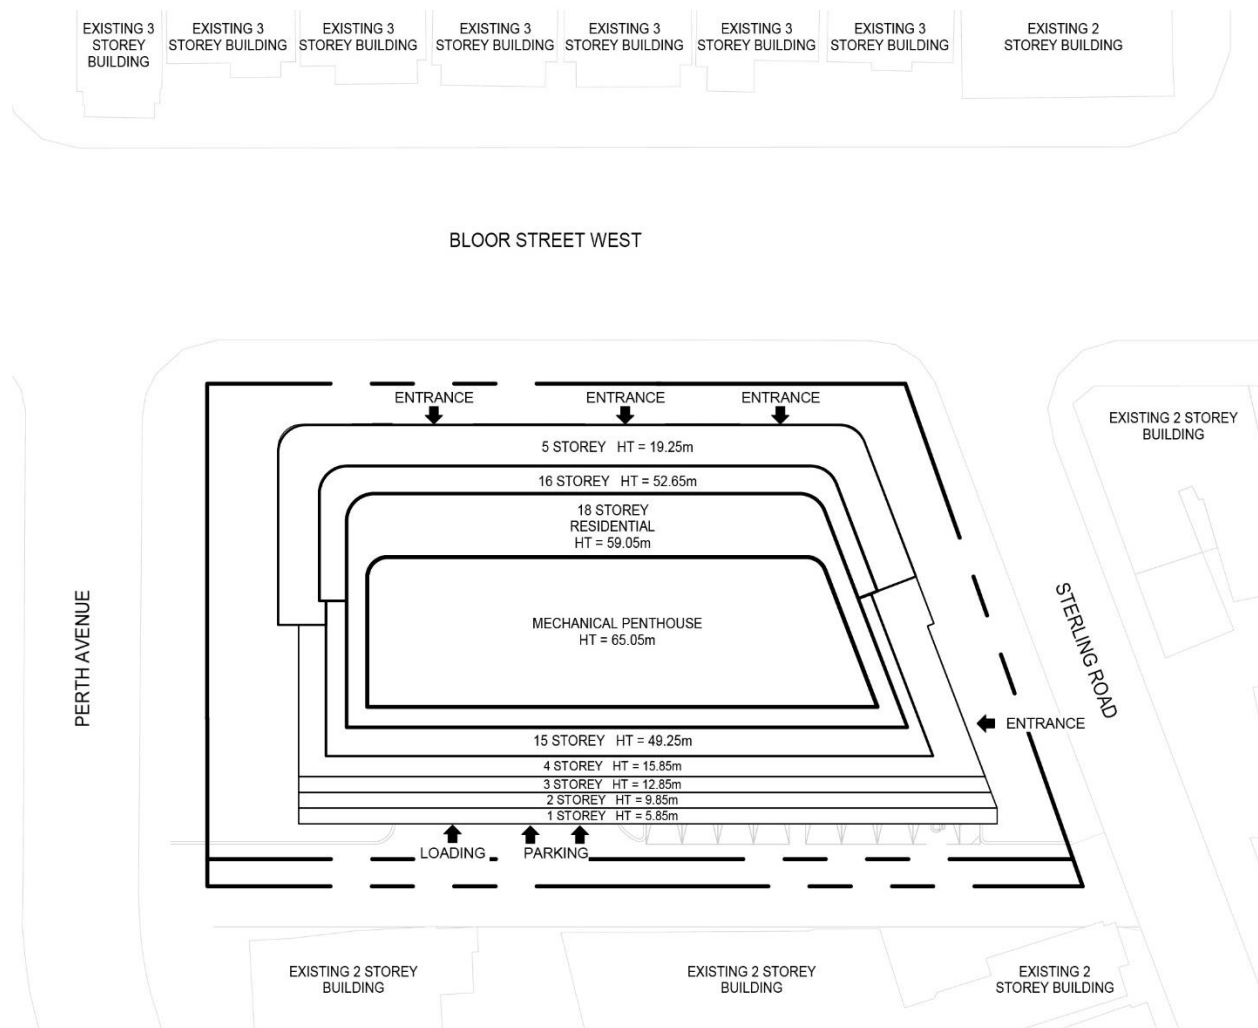 EXISTING 3
STOREY
BUILDING
EXISTING 3
STOREY BUILDING
EXISTING 3
STOREY BUILDING
EXISTING 3
STOREY BUILDING
EXISTING 3
STOREY BUILDING
EXISTING 3
STOREY BUILDING
EXISTING 3
STOREY BUILDING
EXISTING 2
STOREY BUILDING
BLOOR STREET WEST
ENTRANCE
ENTRANCE
ENTRANCE
EXISTING 2 STOREY
BUILDING
5 STOREY HT = 19.25m
16 STOREY HT = 52.65m
18 STOREY
RESIDENTIAL
HT = 59.05m
MECHANICAL PENTHOUSE
HT = 65.05m
PERTH AVENUE
STERLING ROAD
ENTRANCE
15 STOREY HT = 49.25m
4 STOREY HT = 15.85m
3 STOREY HT = 12.85m
2 STOREY HT = 9.85m
1 STOREY HT = 5.85m
LOADING
PARKING
EXISTING 2 STOREY
BUILDING
EXISTING 2 STOREY
BUILDING
EXISTING 2
STOREY BUILDING